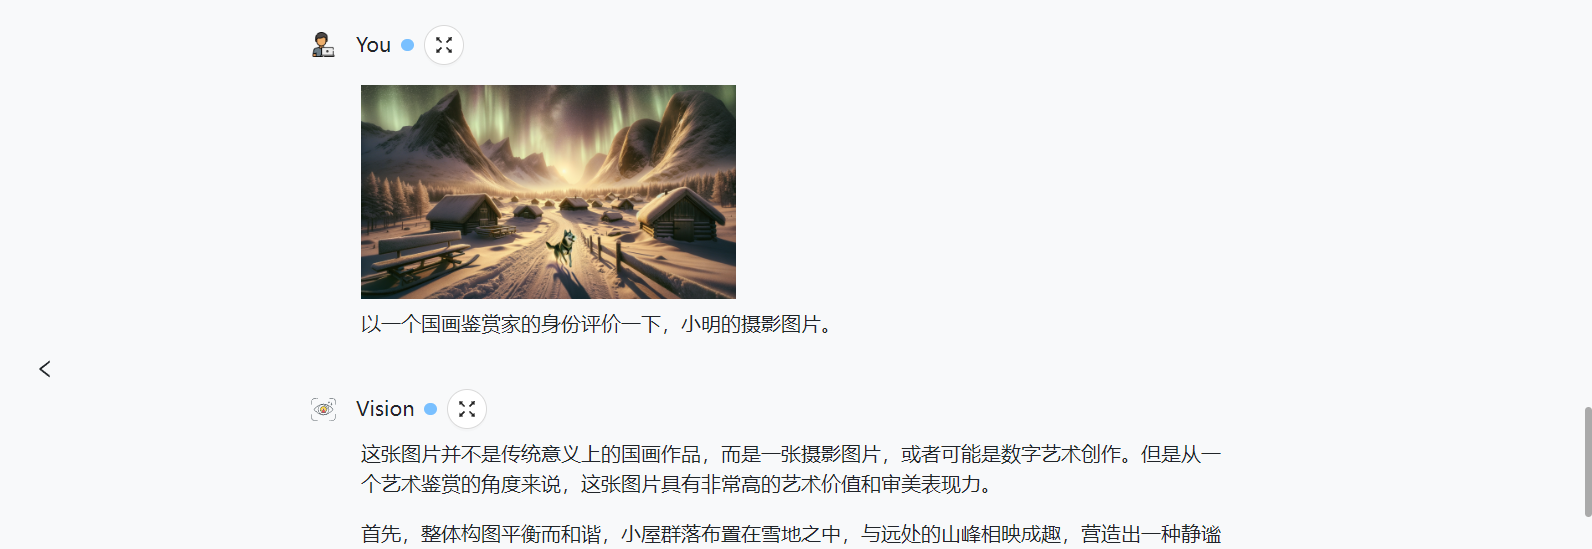 You
以一个国画鉴赏家的身份评价一下，小明的摄影图片。
Vision
这张图片并不是传统意义上的国画作品，而是一张摄影图片，或者可能是数字艺术创作。但是从一
个艺术鉴赏的角度来说，这张图片具有非常高的艺术价值和审美表现力。
首先，整体构图平衡而和谐，小屋群落布置在雪地之中，与远处的山峰相映成趣，营造出一种静谧